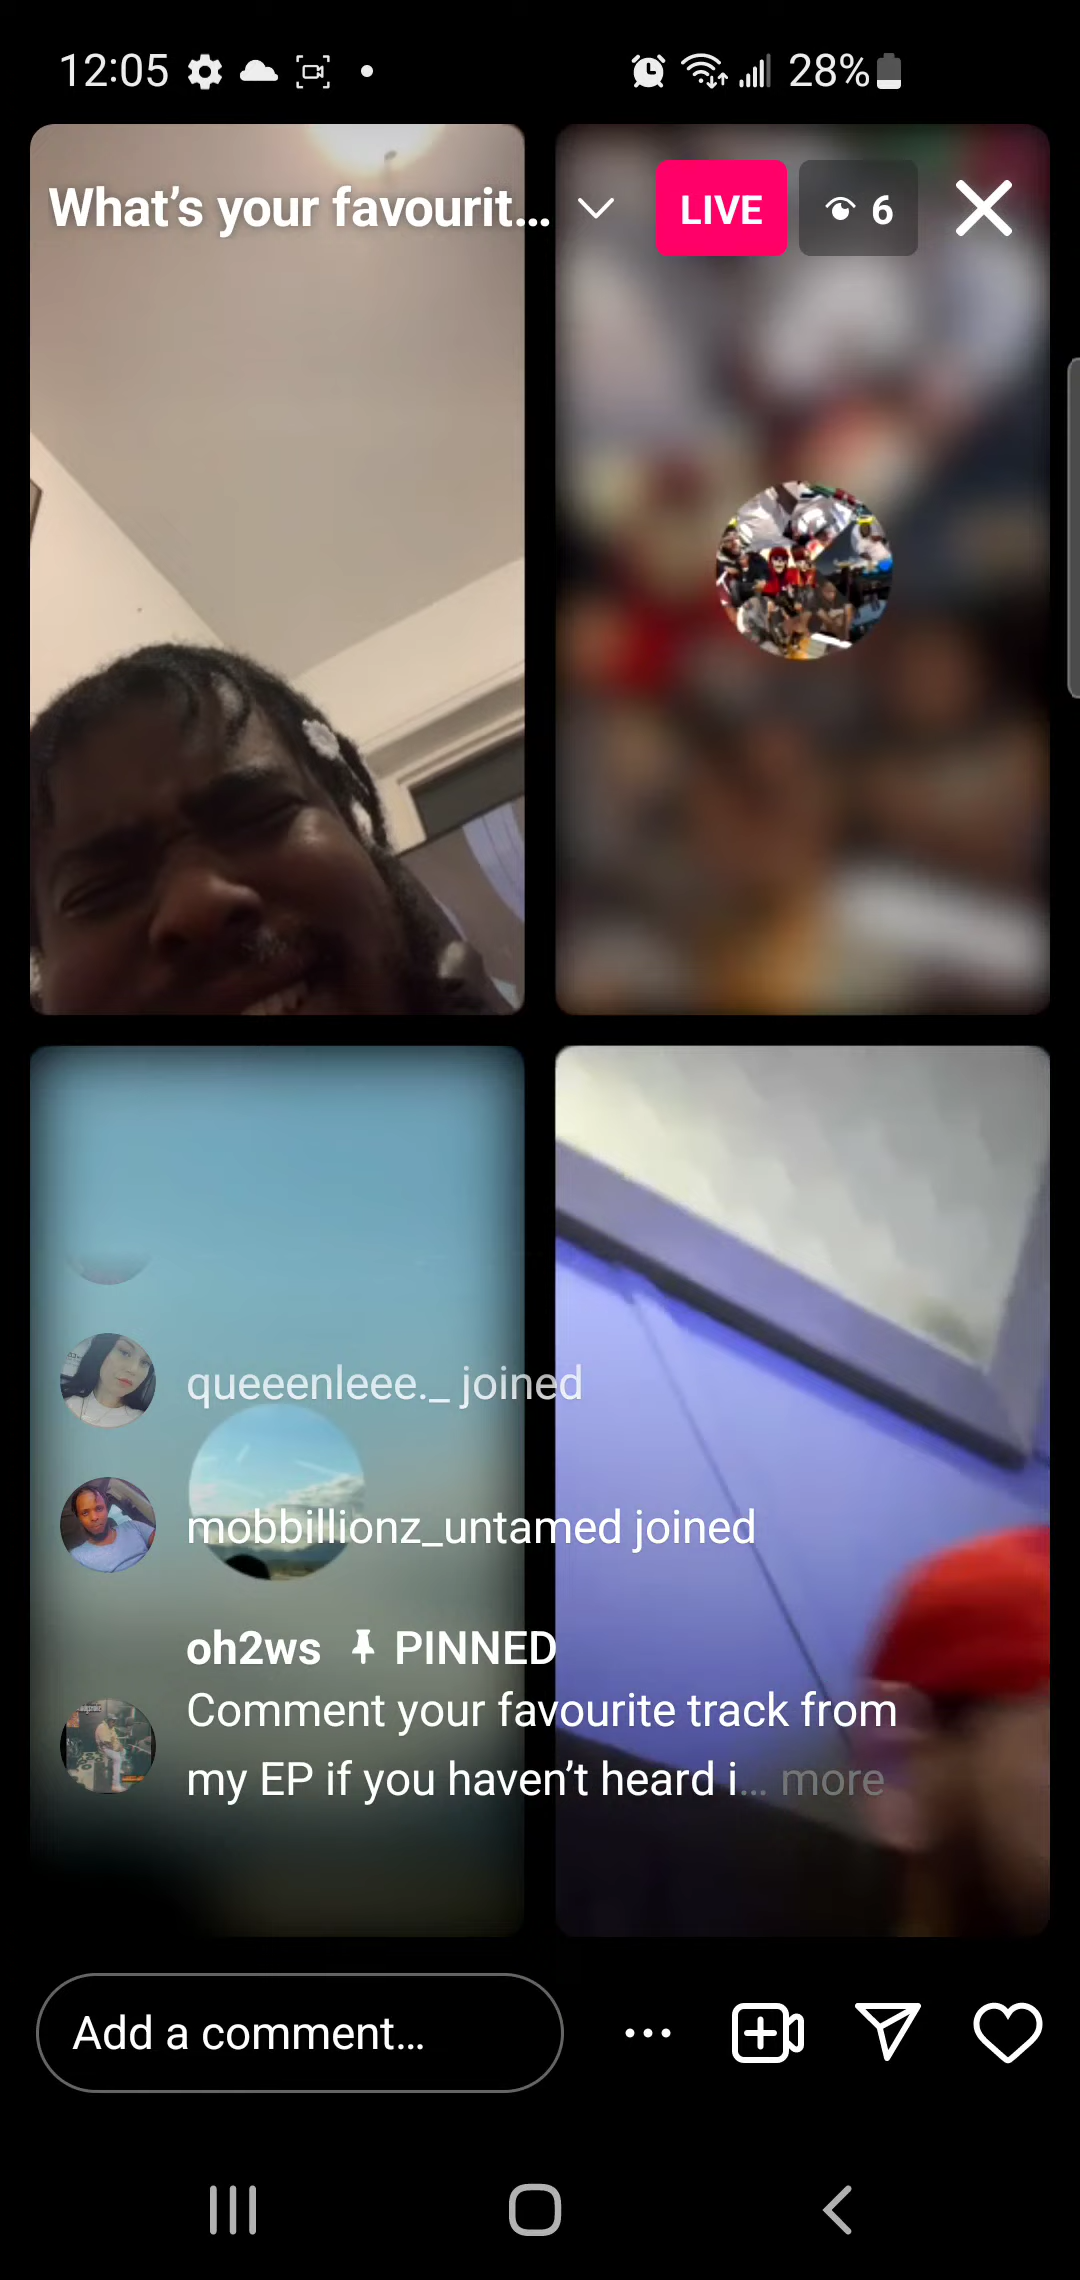 12:05
28%
What's your favourit...
LIVE
6
queeenleee._ joined
mobbillionz_untamed joined
oh2ws PINNED
Comment your favourite track from
my EP if you haven't heard i... more
Add a comment...